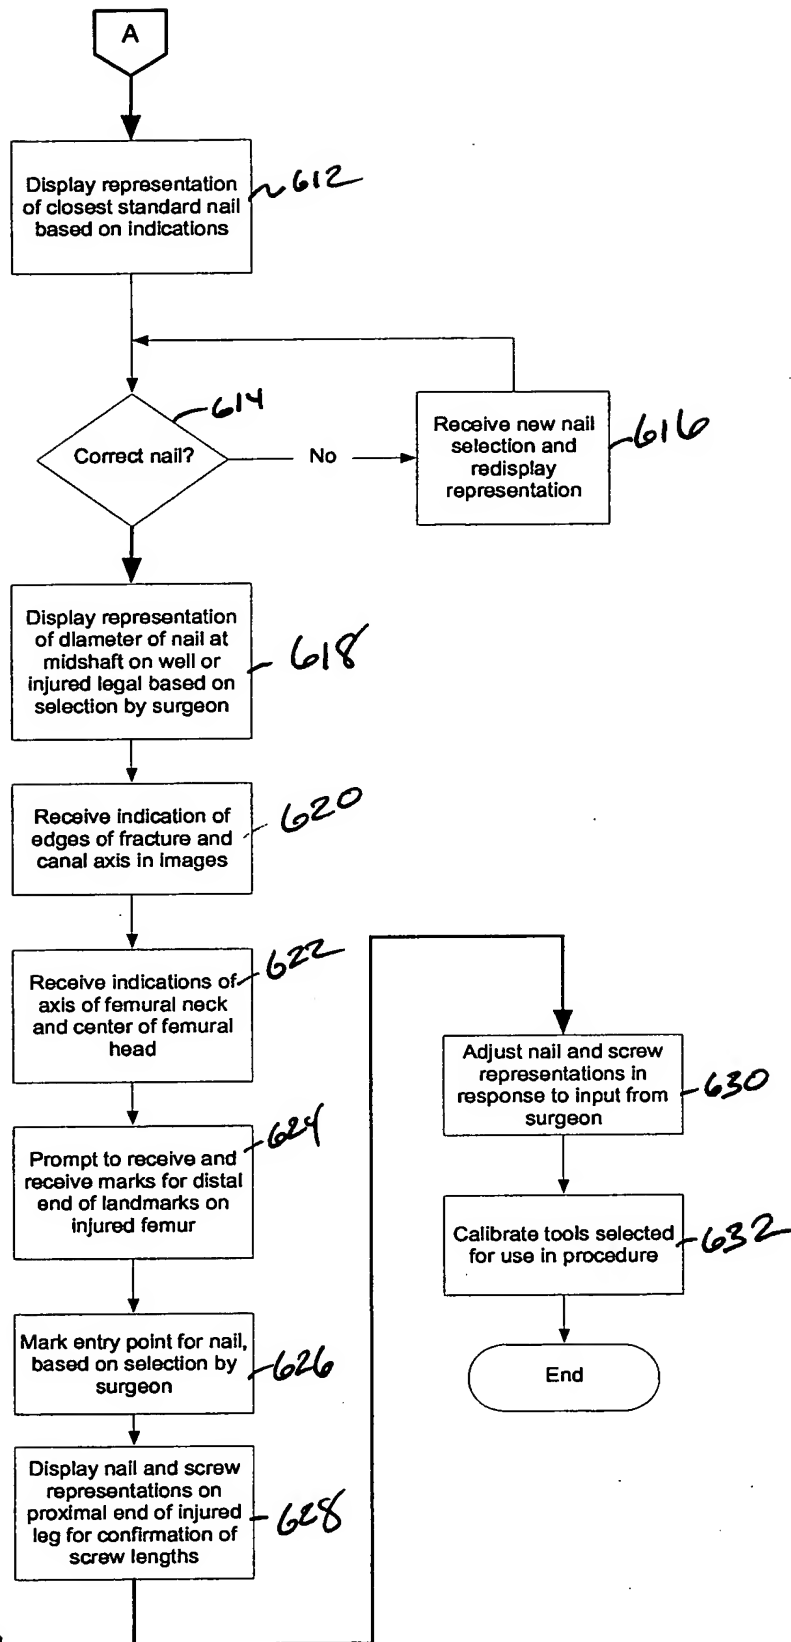 A
Display representation
of closest standard nail
based on indications
612
614
Correct nail?
No
Receive new nail
selection and
redisplay
representation
616
Display representation
of diameter of nail at
midshaft on well or
injured legal based on
selection by surgeon
618
Receive indication of
edges of fracture and
canal axis in images
620
Receive indications of
axis of femural neck
and center of femural
head
622
Prompt to receive and
receive marks for distal
end of landmarks on
injured femur
624
Mark entry point for nail,
based on selection by
surgeon
626
Display nail and screw
representations on
proximal end of injured
leg for confirmation of
screw lengths
628
Adjust nail and screw
representations in
response to input from
surgeon
630
Calibrate tools selected
for use in procedure
632
End